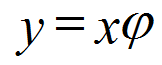 y = xφ